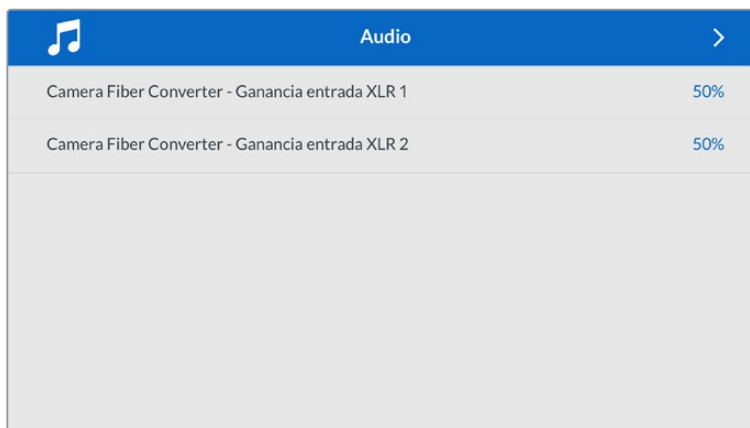 Audio
Camera Fiber Converter - Ganancia entrada XLR 1 50%
Camera Fiber Converter - Ganancia entrada XLR 2 50%